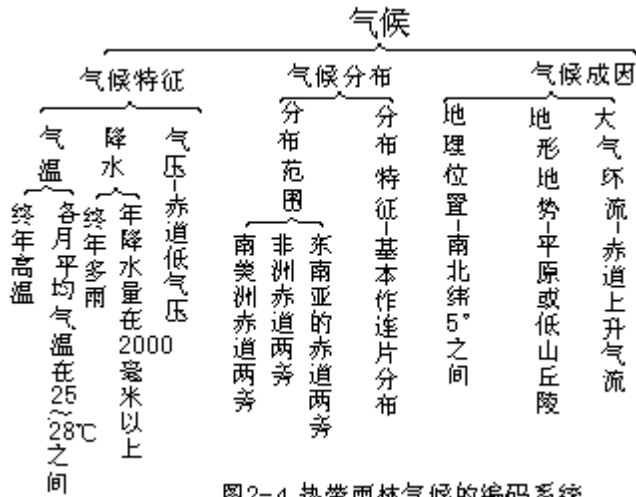 气候
气候特征
气候分布
气候成因
气温
降水
气压-赤道低气压
分布范围
分布特征-基本作连片分布
地理位置-南北纬5°之间
地形地势-平原或低山丘陵
大气环流-赤道上升气流
终年高温
各月平均气温在25~28℃之间
终年多雨
年降水量在2000毫米以上
南美洲赤道两旁
非洲赤道两旁
东南亚的赤道两旁
图2-4 热带雨林气候的编码系统